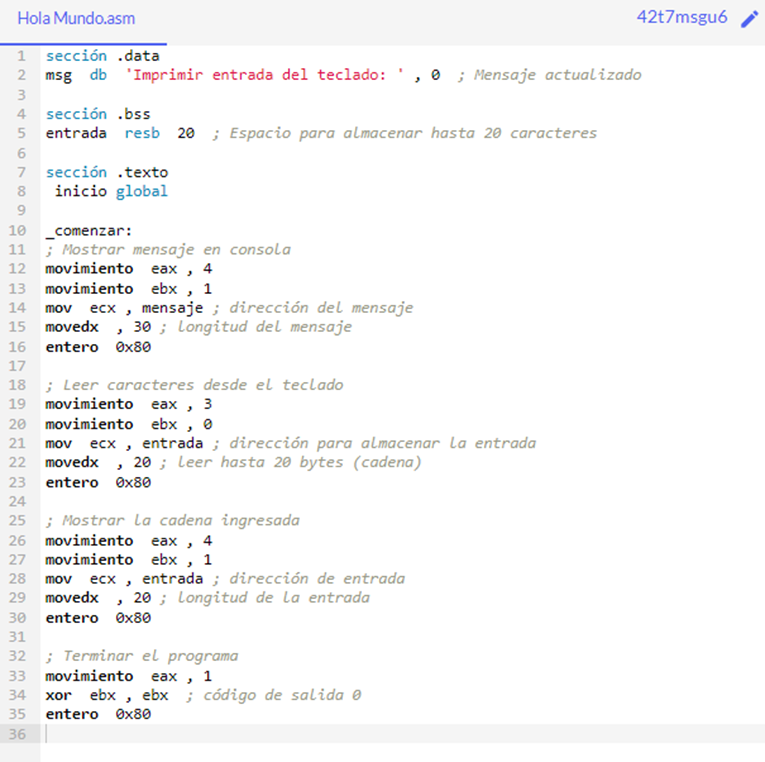 Hola Mundo.asm
42t7msgu6
1 sección .data
2 msg db 'Imprimir entrada del teclado: ' , 0 ; Mensaje actualizado
3
4 sección .bss
5 entrada resb 20 ; Espacio para almacenar hasta 20 caracteres
6
7 sección .texto
8 inicio global
9
10 _comenzar:
11 ; Mostrar mensaje en consola
12 movimiento eax , 4
13 movimiento ebx , 1
14 mov ecx , mensaje ; dirección del mensaje
15 movedx , 30 ; longitud del mensaje
16 entero 0x80
17
18 ; Leer caracteres desde el teclado
19 movimiento eax , 3
20 movimiento ebx , 0
21 mov ecx , entrada ; dirección para almacenar la entrada
22 movedx , 20 ; leer hasta 20 bytes (cadena)
23 entero 0x80
24
25 ; Mostrar la cadena ingresada
26 movimiento eax , 4
27 movimiento ebx , 1
28 mov ecx , entrada ; dirección de entrada
29 movedx , 20 ; longitud de la entrada
30 entero 0x80
31
32 ; Terminar el programa
33 movimiento eax , 1
34 xor ebx , ebx ; código de salida 0
35 entero 0x80
36